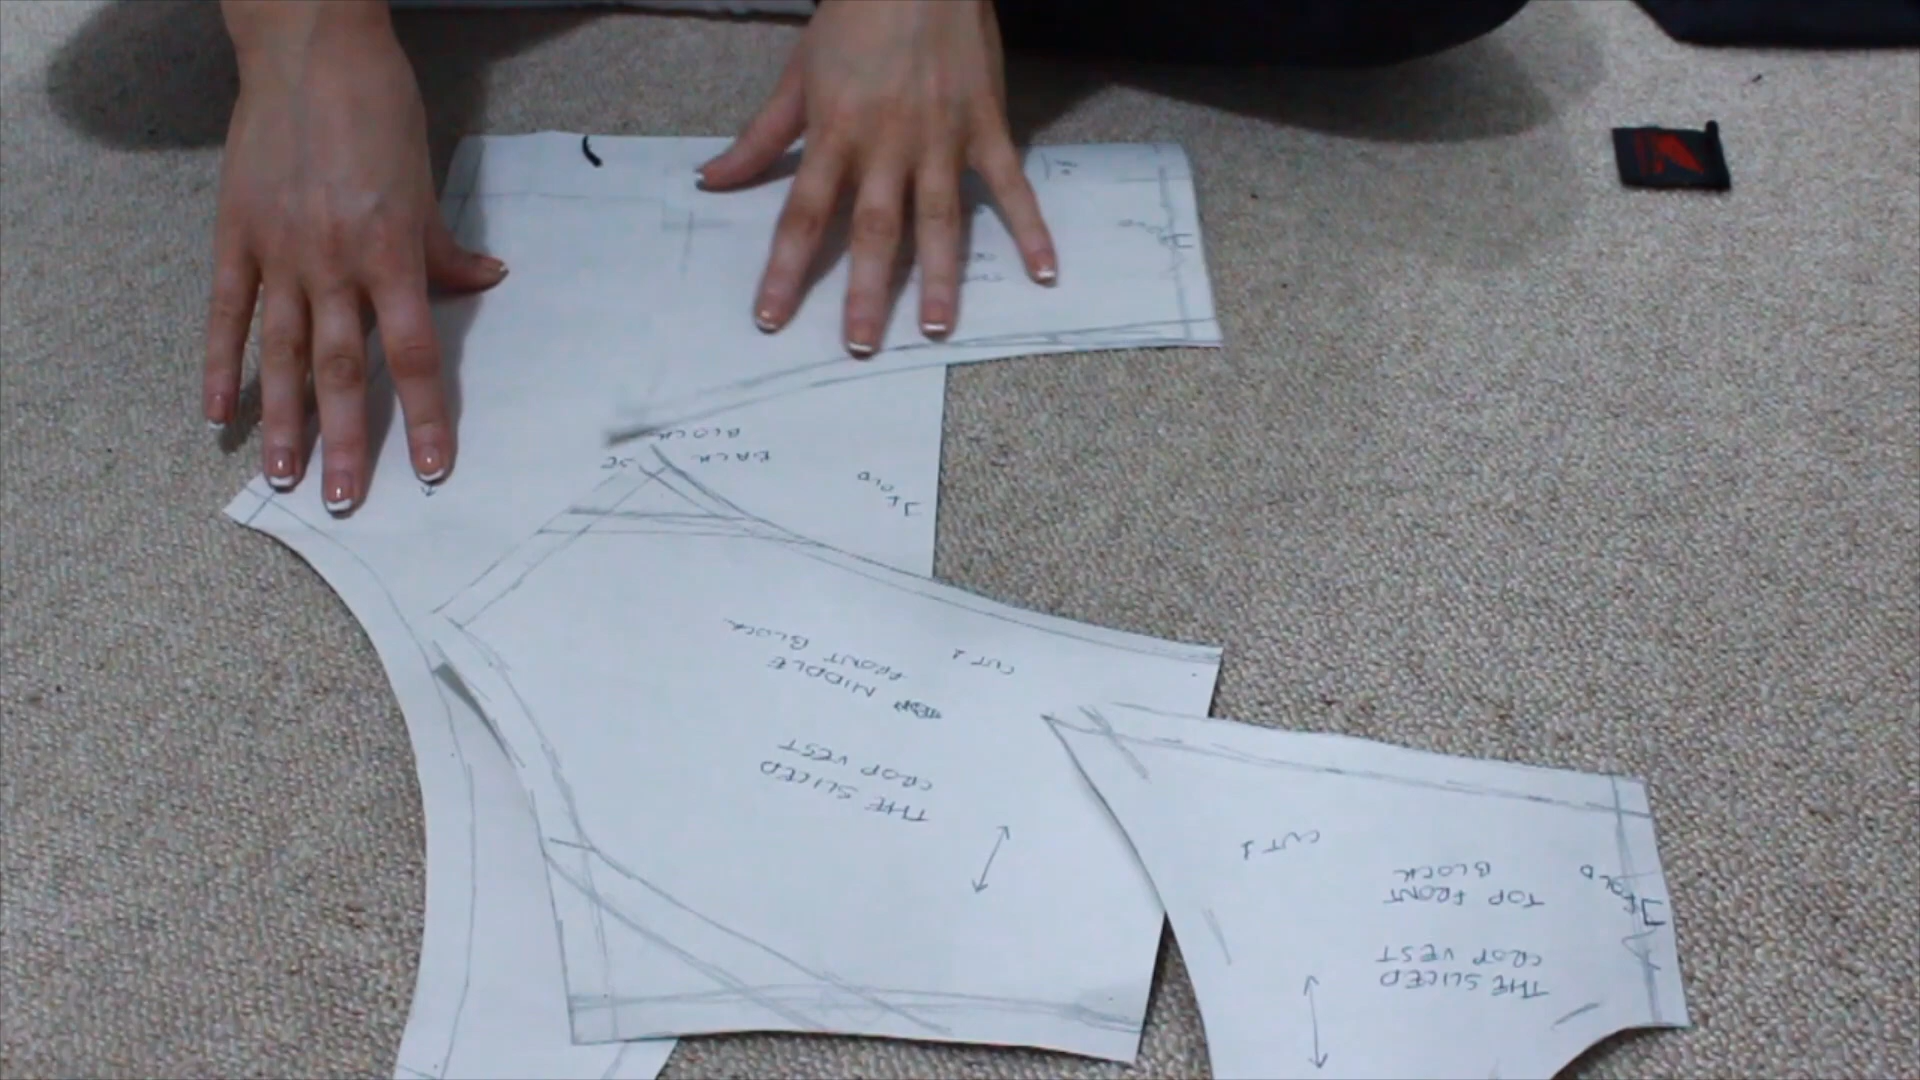 BACK
BLOCK
FOLD
THE SLICED
CROP VEST
MIDDLE
FRONT BLOCK
CUT 1
THE SLICED
CROP VEST
TOP FRONT
BLOCK
CUT 1
FOLD